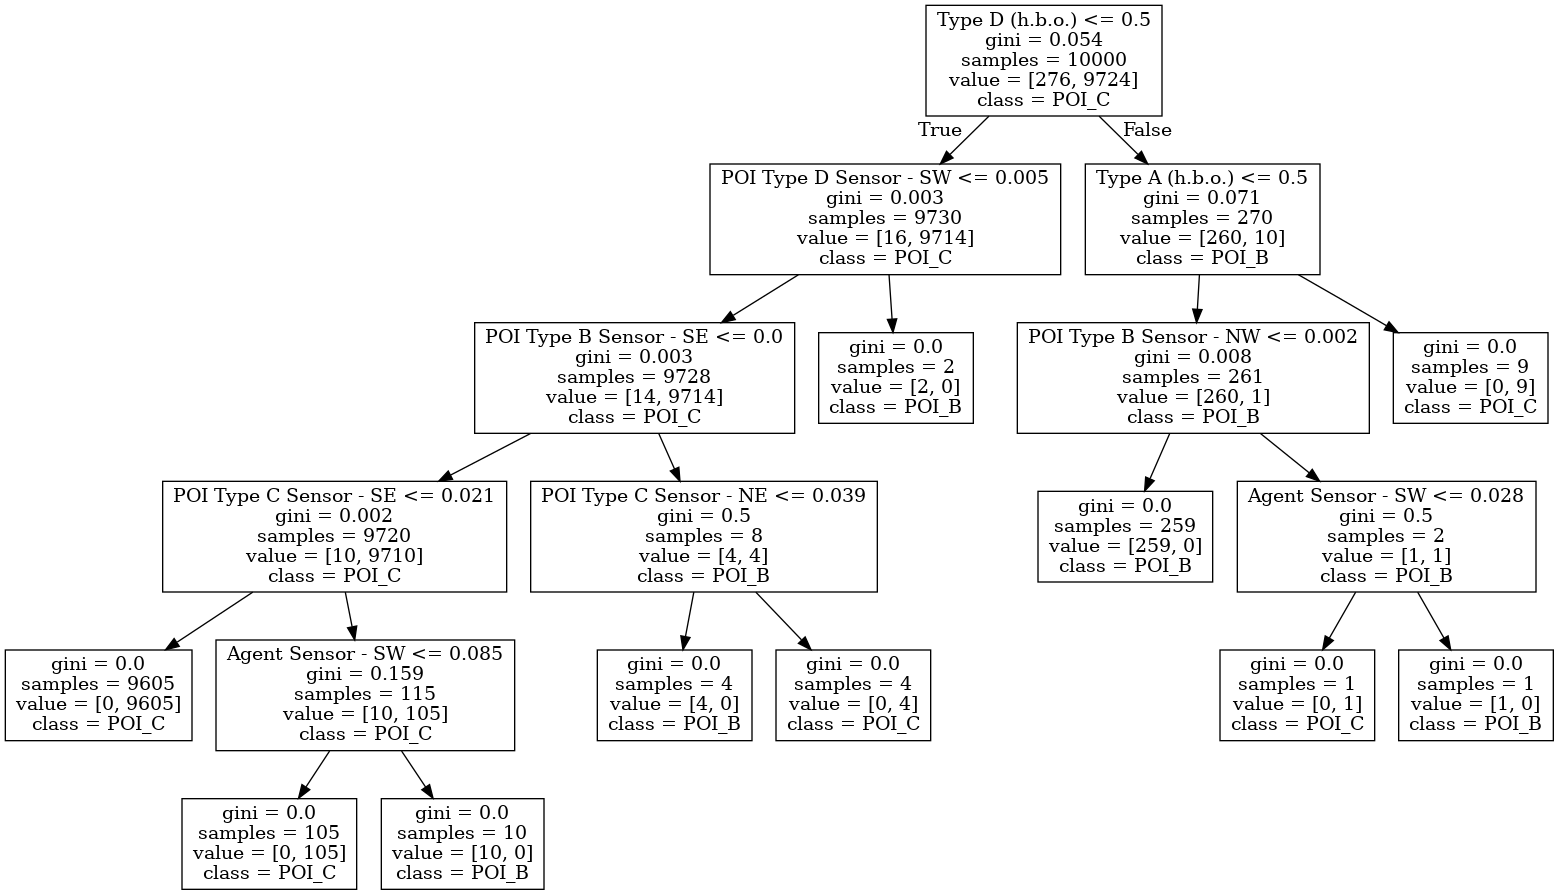 Type D (h.b.o.) <= 0.5
gini = 0.054
samples = 10000
value = [276, 9724]
class = POI_C
True
False
POI Type D Sensor - SW <= 0.005
gini = 0.003
samples = 9730
value = [16, 9714]
class = POI_C
Type A (h.b.o.) <= 0.5
gini = 0.071
samples = 270
value = [260, 10]
class = POI_B
POI Type B Sensor - SE <= 0.0
gini = 0.003
samples = 9728
value = [14, 9714]
class = POI_C
gini = 0.0
samples = 2
value = [2, 0]
class = POI_B
POI Type B Sensor - NW <= 0.002
gini = 0.008
samples = 261
value = [260, 1]
class = POI_B
gini = 0.0
samples = 9
value = [0, 9]
class = POI_C
POI Type C Sensor - SE <= 0.021
gini = 0.002
samples = 9720
value = [10, 9710]
class = POI_C
POI Type C Sensor - NE <= 0.039
gini = 0.5
samples = 8
value = [4, 4]
class = POI_B
gini = 0.0
samples = 259
value = [259, 0]
class = POI_B
Agent Sensor - SW <= 0.028
gini = 0.5
samples = 2
value = [1, 1]
class = POI_B
gini = 0.0
samples = 9605
value = [0, 9605]
class = POI_C
Agent Sensor - SW <= 0.085
gini = 0.159
samples = 115
value = [10, 105]
class = POI_C
gini = 0.0
samples = 4
value = [4, 0]
class = POI_B
gini = 0.0
samples = 4
value = [0, 4]
class = POI_C
gini = 0.0
samples = 1
value = [0, 1]
class = POI_C
gini = 0.0
samples = 1
value = [1, 0]
class = POI_B
gini = 0.0
samples = 105
value = [0, 105]
class = POI_C
gini = 0.0
samples = 10
value = [10, 0]
class = POI_B